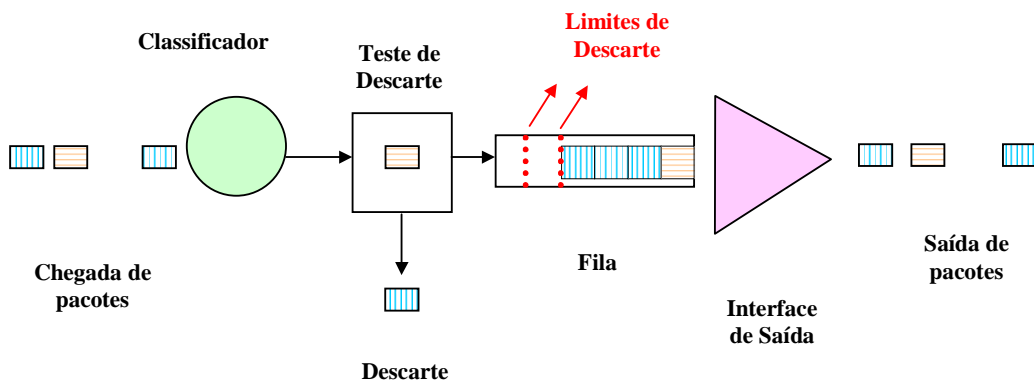 Classificador
Teste de
Descarte
Limites de
Descarte
Chegada de
pacotes
Descarte
Fila
Interface
de Saída
Saída de
pacotes